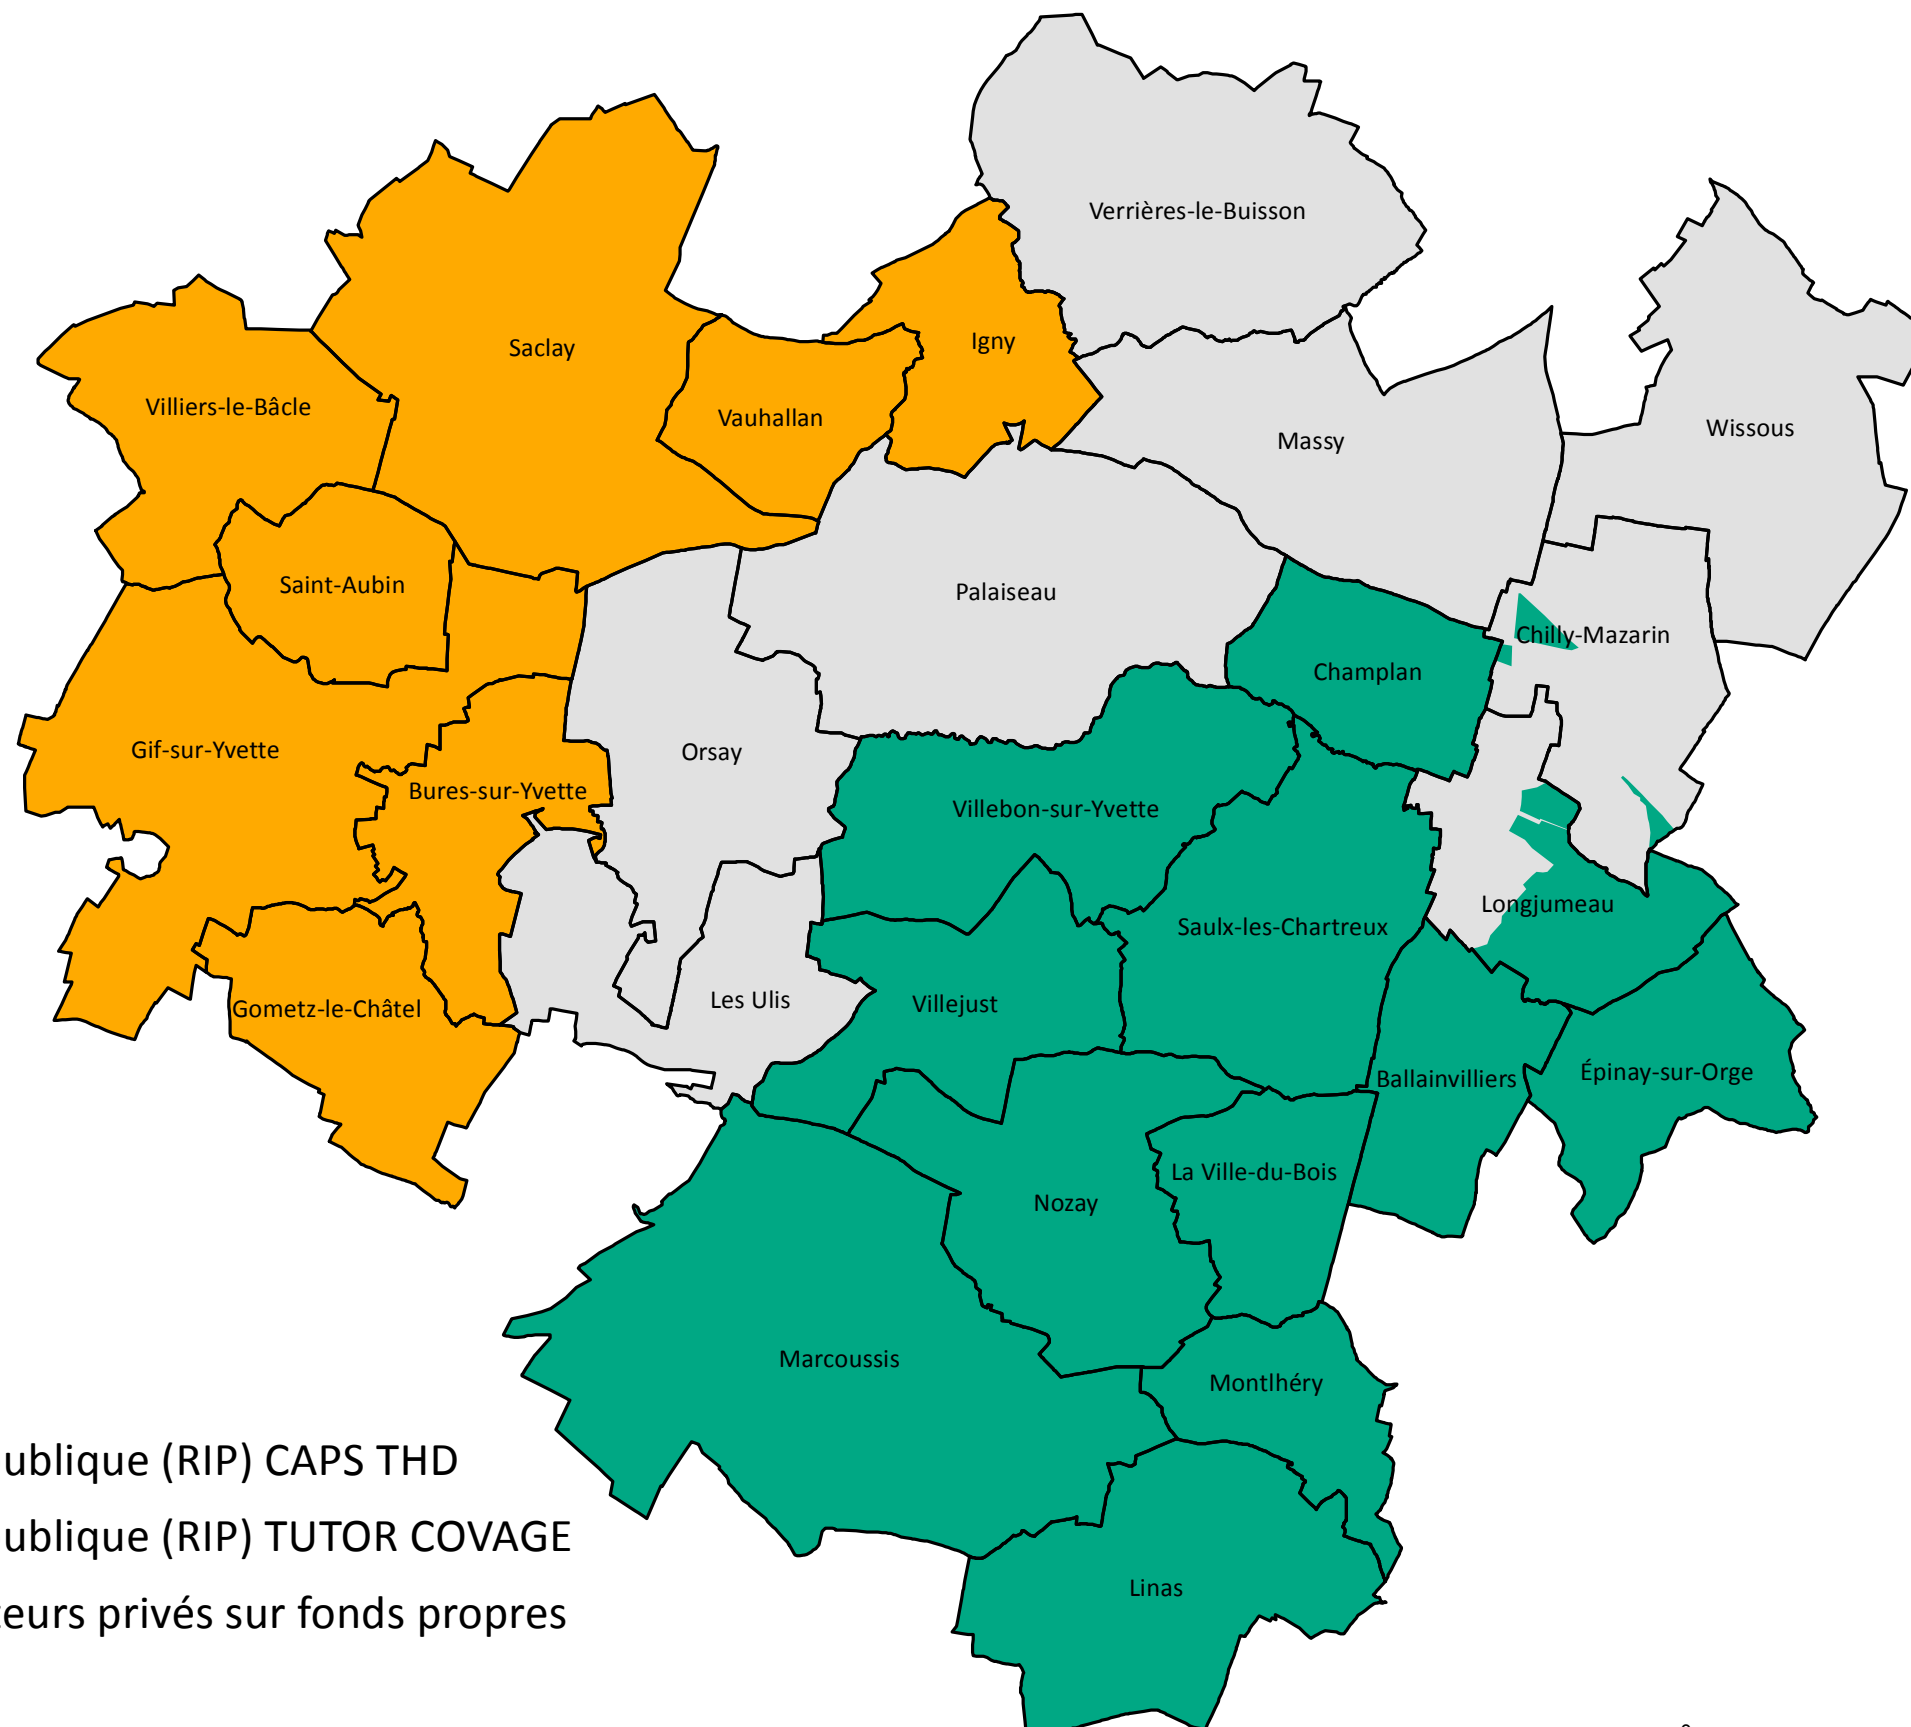 Verrières-le-Buisson
Igny
Saclay
Villiers-le-Bâcle
Vauhallan
Massy
Wissous
Saint-Aubin
Palaiseau
Chilly-Mazarin
Champlan
Gif-sur-Yvette
Orsay
Bures-sur-Yvette
Villebon-sur-Yvette
Longjumeau
Saulx-les-Chartreux
Les Ulis
Villejust
Gometz-le-Châtel
Ballainvilliers
Épinay-sur-Orge
La Ville-du-Bois
Nozay
Marcoussis
Montlhéry
Linas
ublique (RIP) CAPS THD
ublique (RIP) TUTOR COVAGE
teurs privés sur fonds propres